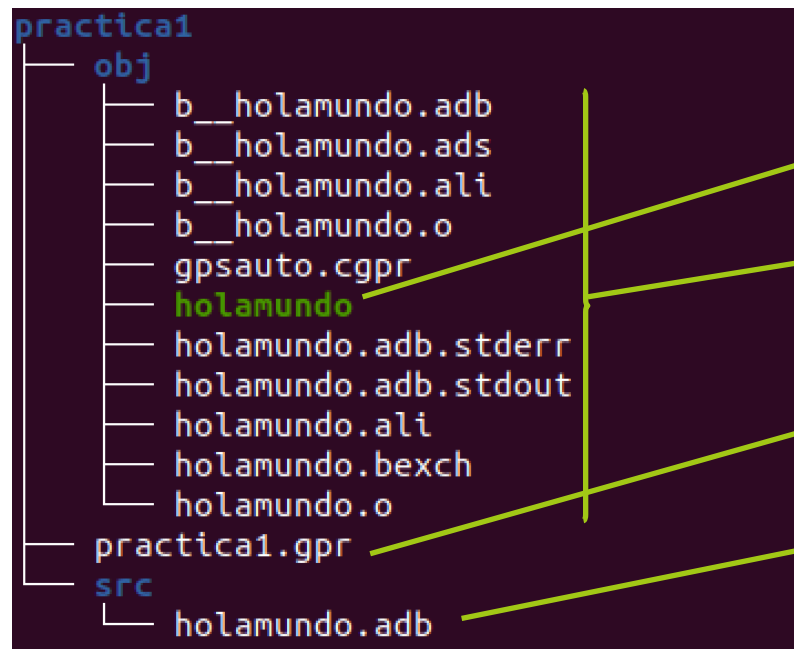 practica1
obj
b__holamundo.adb
b__holamundo.ads
b__holamundo.ali
b__holamundo.o
gpsauto.cgpr
holamundo
holamundo.adb.stderr
holamundo.adb.stdout
holamundo.ali
holamundo.bexch
holamundo.o
practica1.gpr
src
holamundo.adb